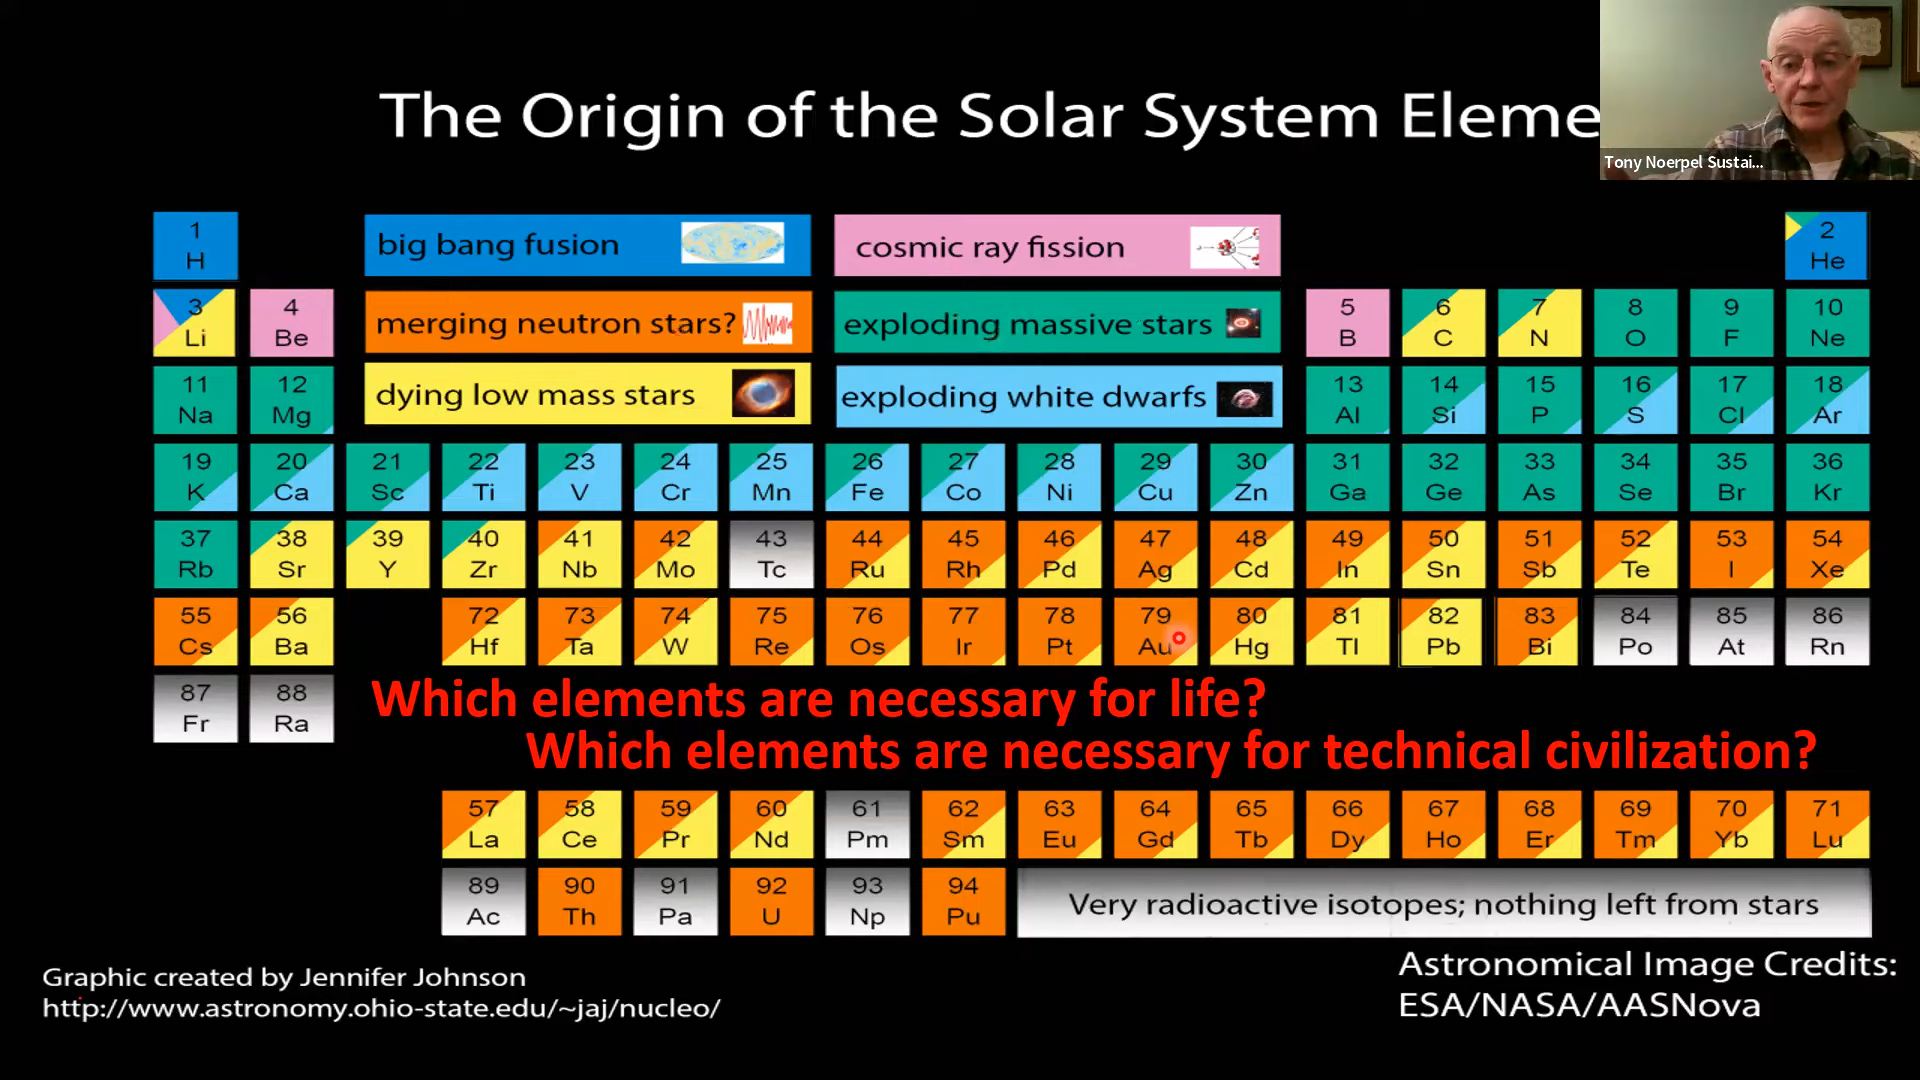 The Origin of the Solar System Eleme
Tony Noerpel Sustai...
1 H
big bang fusion
cosmic ray fission
2 He
3 Li
4 Be
merging neutron stars?
exploding massive stars
5 B
6 C
7 N
8 O
9 F
10 Ne
11 Na
12 Mg
dying low mass stars
exploding white dwarfs
13 Al
14 Si
15 P
16 S
17 Cl
18 Ar
19 K
20 Ca
21 Sc
22 Ti
23 V
24 Cr
25 Mn
26 Fe
27 Co
28 Ni
29 Cu
30 Zn
31 Ga
32 Ge
33 As
34 Se
35 Br
36 Kr
37 Rb
38 Sr
39 Y
40 Zr
41 Nb
42 Mo
43 Tc
44 Ru
45 Rh
46 Pd
47 Ag
48 Cd
49 In
50 Sn
51 Sb
52 Te
53 I
54 Xe
55 Cs
56 Ba
72 Hf
73 Ta
74 W
75 Re
76 Os
77 Ir
78 Pt
79 Au
80 Hg
81 Tl
82 Pb
83 Bi
84 Po
85 At
86 Rn
87 Fr
88 Ra
Which elements are necessary for life?
Which elements are necessary for technical civilization?
57 La
58 Ce
59 Pr
60 Nd
61 Pm
62 Sm
63 Eu
64 Gd
65 Tb
66 Dy
67 Ho
68 Er
69 Tm
70 Yb
71 Lu
89 Ac
90 Th
91 Pa
92 U
93 Np
94 Pu
Very radioactive isotopes; nothing left from stars
Graphic created by Jennifer Johnson
http://www.astronomy.ohio-state.edu/~jaj/nucleo/
Astronomical Image Credits:
ESA/NASA/AASNova